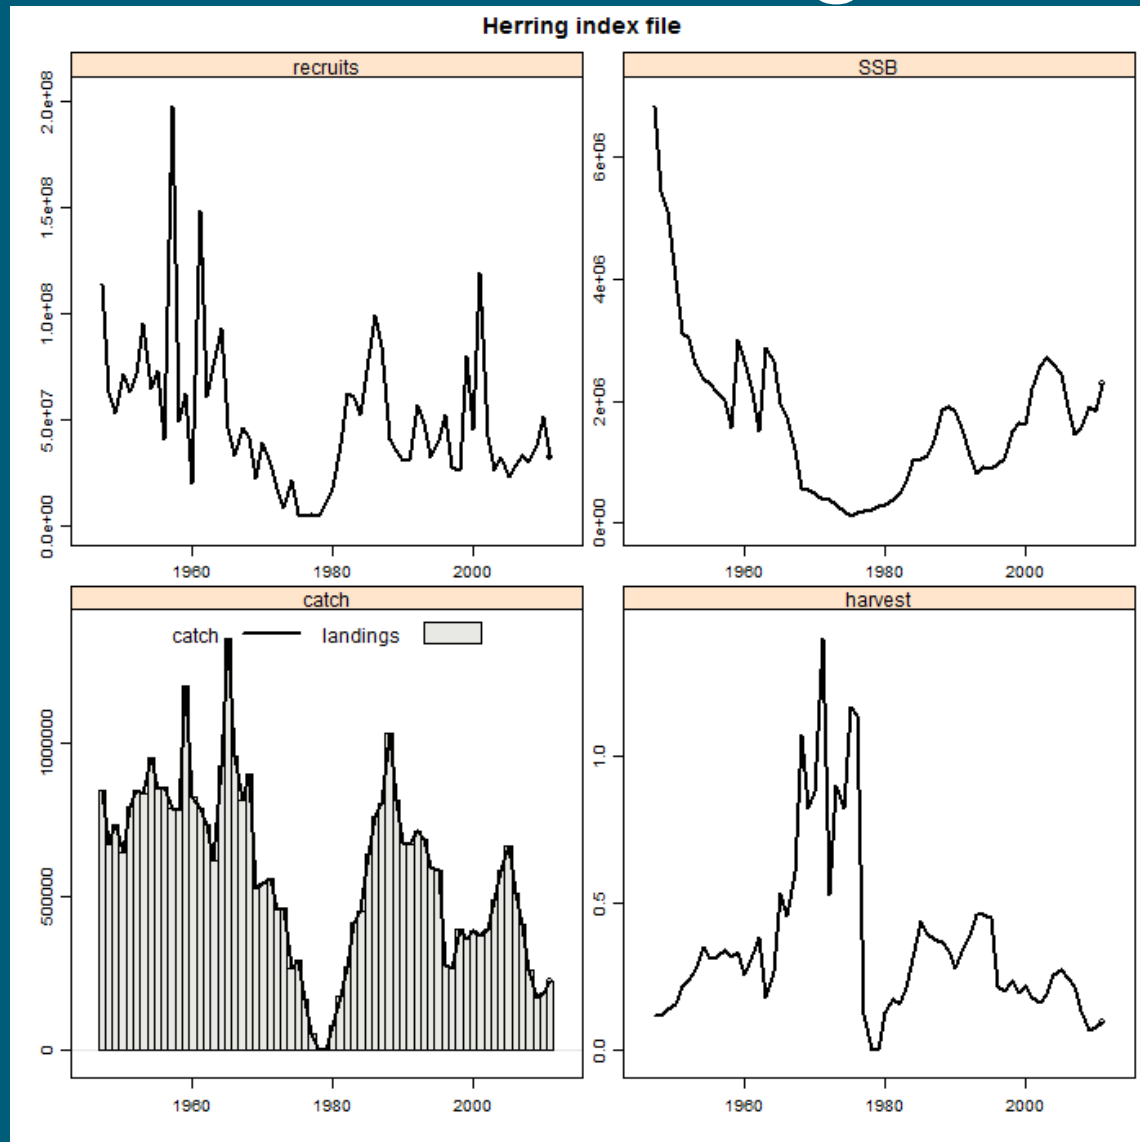 Herring index file
recruits
SSB
2.0e+08
1.5e+08
1.0e+08
5.0e+07
0.0e+00
6e+06
4e+06
2e+06
0e+00
1960 1980 2000
1960 1980 2000
catch
harvest
catch landings
1000000
500000
0
1.0
0.5
0.0
1960 1980 2000
1960 1980 2000